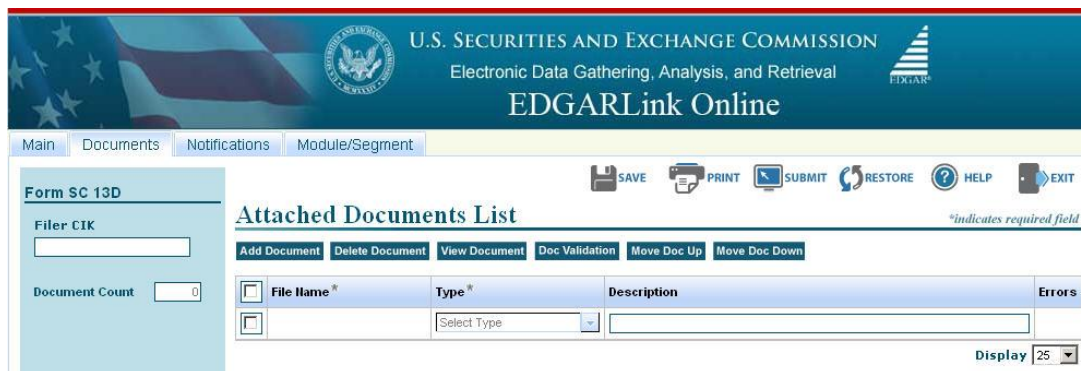 U.S. SECURITIES AND EXCHANGE COMMISSION
Electronic Data Gathering, Analysis, and Retrieval
EDGAR®
EDGARLink Online
Main Documents Notifications Module/Segment
SAVE PRINT SUBMIT RESTORE HELP EXIT
Form SC 13D
Attached Documents List
*indicates required field
Filer CIK
Add Document Delete Document View Document Doc Validation Move Doc Up Move Doc Down
Document Count 0
File Name* Type* Description Errors
Select Type
Display 25